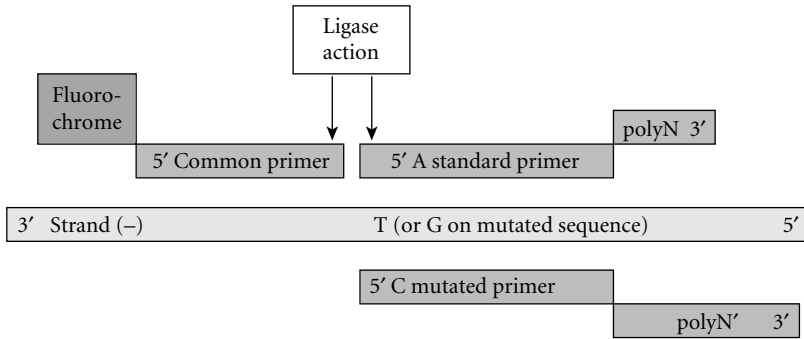 Ligase
action
Fluoro-
chrome
polyN 3′
5′ Common primer
5′ A standard primer
3′ Strand (–)
T (or G on mutated sequence)
5′
5′ C mutated primer
polyN′ 3′